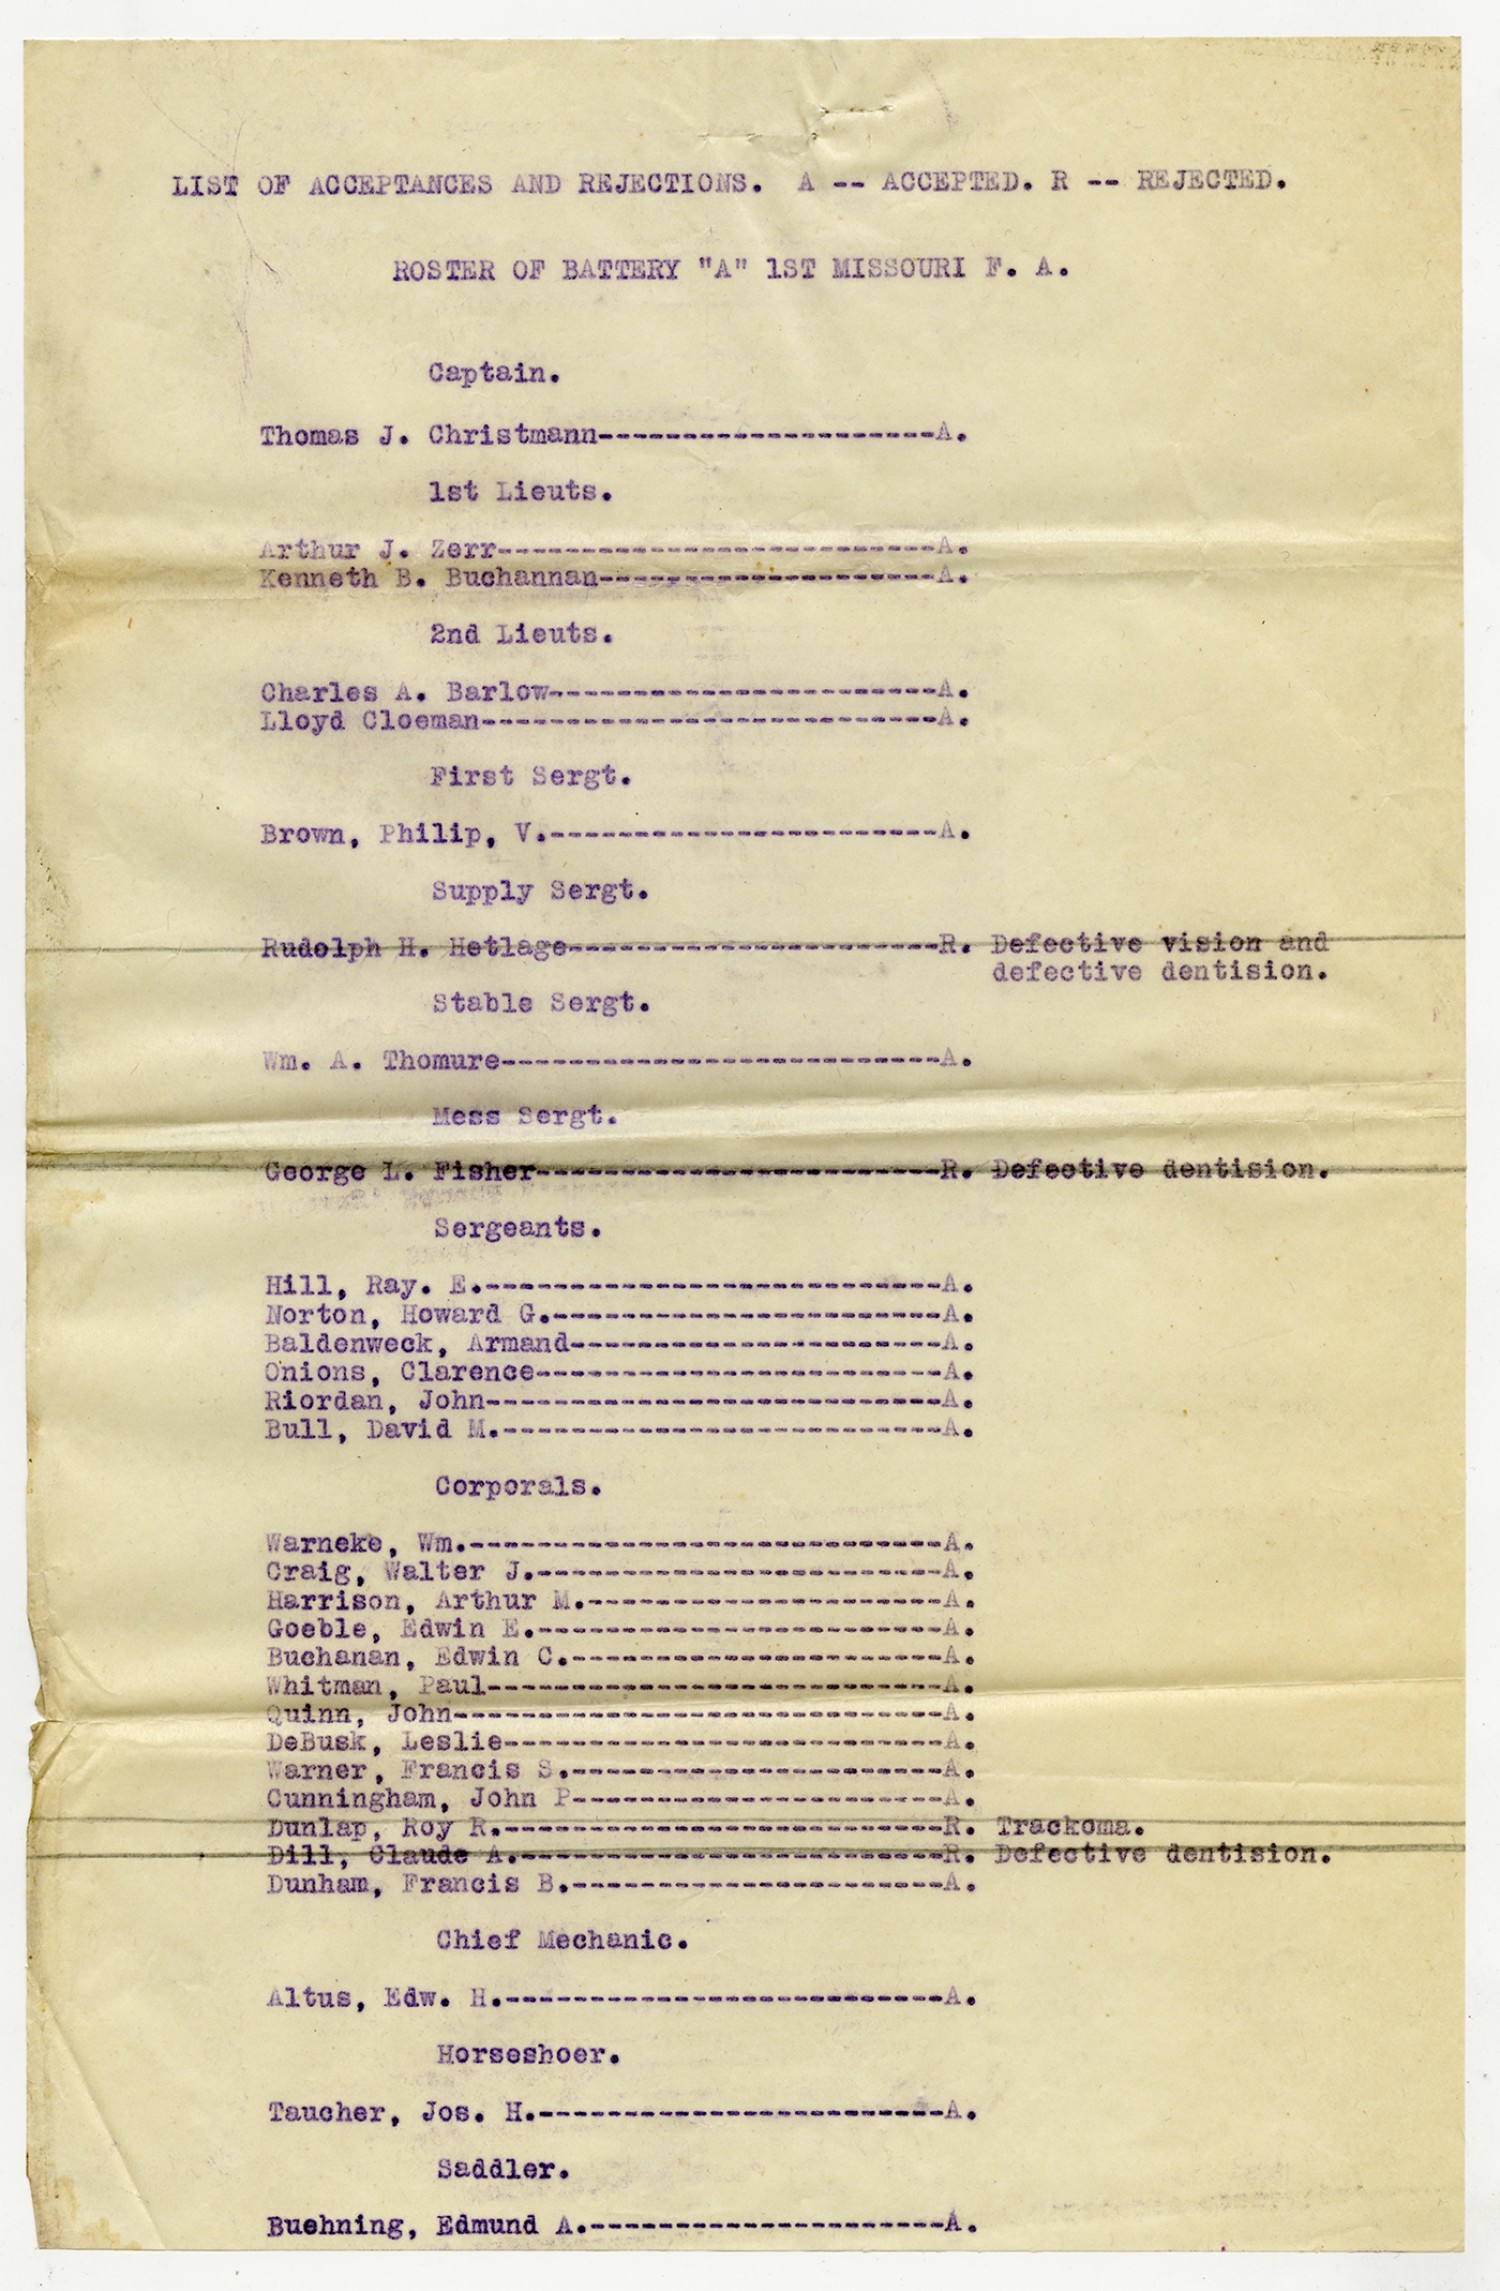 LIST OF ACCEPTANCES AND REJECTIONS. A -- ACCEPTED. R -- REJECTED.
ROSTER OF BATTERY "A" 1ST MISSOURI F. A.
Captain.
Thomas J. Christmann--------------------A.
1st Lieuts.
Arthur J. Zerr--------------------------A.
Kenneth B. Buchannan--------------------A.
2nd Lieuts.
Charles A. Barlow-----------------------A.
Lloyd Cloeman---------------------------A.
First Sergt.
Brown, Philip, V.-----------------------A.
Supply Sergt.
Rudolph H. Hetlage----------------------R. Defective vision and
defective dentision.
Stable Sergt.
Wm. A. Thomure--------------------------A.
Mess Sergt.
George L. Fisher------------------------R. Defective dentision.
Sergeants.
Hill, Ray. E.---------------------------A.
Norton, Howard G.-----------------------A.
Baldenweck, Armand----------------------A.
Onions, Clarence------------------------A.
Riordan, John---------------------------A.
Bull, David M.--------------------------A.
Corporals.
Warneke, Wm.----------------------------A.
Craig, Walter J.------------------------A.
Harrison, Arthur M.---------------------A.
Goeble, Edwin E.------------------------A.
Buchanan, Edwin C.----------------------A.
Whitman, Paul---------------------------A.
Quinn, John-----------------------------A.
DeBusk, Leslie--------------------------A.
Warner, Francis S.----------------------A.
Cunningham, John P----------------------A.
Dunlap, Roy R.--------------------------R. Trackoma.
Dill, Claude A.-------------------------R. Defective dentision.
Dunham, Francis B.----------------------A.
Chief Mechanic.
Altus, Edw. H.--------------------------A.
Horseshoer.
Taucher, Jos. H.------------------------A.
Saddler.
Buehning, Edmund A.---------------------A.